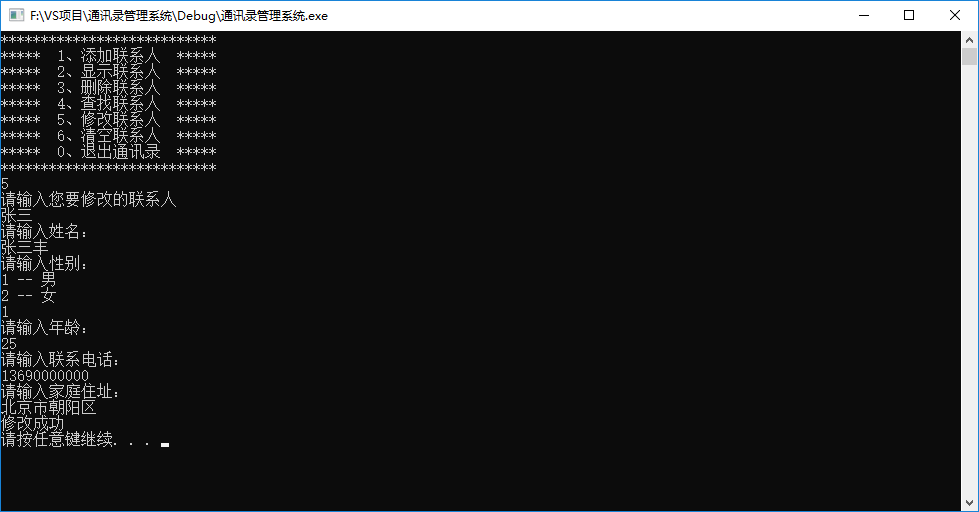 F:\VS项目\通讯录管理系统\Debug\通讯录管理系统.exe
***************************
*****  1、添加联系人  *****
*****  2、显示联系人  *****
*****  3、删除联系人  *****
*****  4、查找联系人  *****
*****  5、修改联系人  *****
*****  6、清空联系人  *****
*****  0、退出通讯录  *****
***************************
5
请输入您要修改的联系人
张三
请输入姓名：
张三丰
请输入性别：
1 -- 男
2 -- 女
1
请输入年龄：
25
请输入联系电话：
13690000000
请输入家庭住址：
北京市朝阳区
修改成功
请按任意键继续. . .